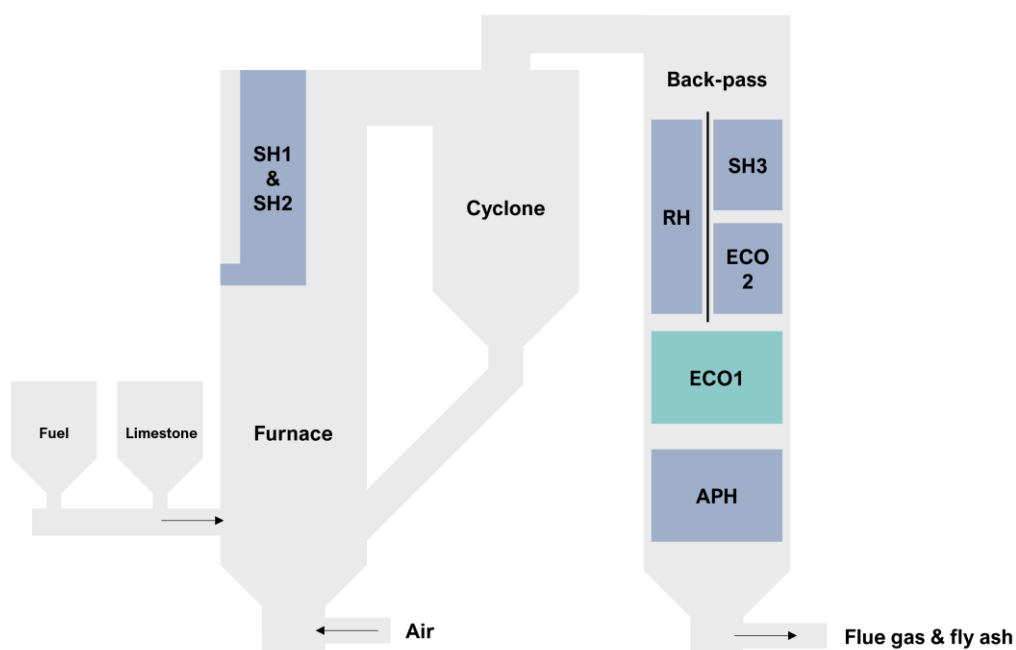 Back-pass
SH1
&
SH2
SH3
Cyclone
RH
ECO
2
ECO1
Fuel
Limestone
Furnace
APH
Air
Flue gas & fly ash